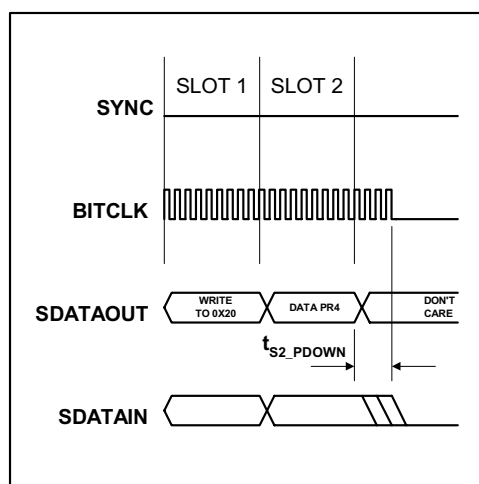 SLOT 1 SLOT 2
SYNC
BITCLK
SDATAOUT
WRITE
TO 0X20
DATA PR4
DON'T
CARE
tS2_PDOWN
SDATAIN